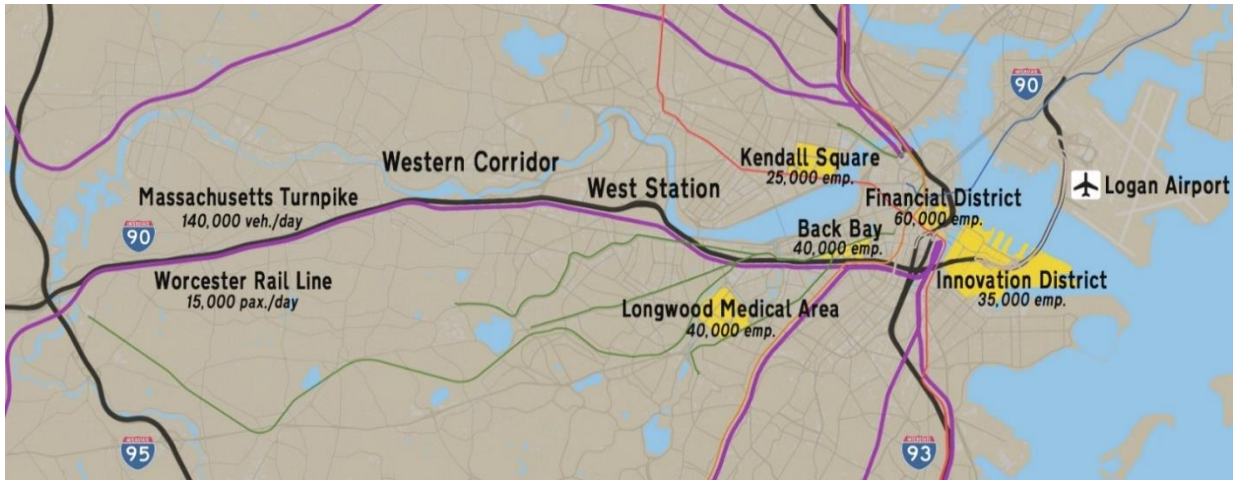 90
Kendall Square
25,000 emp.
Western Corridor
West Station
Logan Airport
Massachusetts Turnpike
140,000 veh./day
Financial District
60,000 emp.
90
Back Bay
40,000 emp.
Worcester Rail Line
15,000 pax./day
Innovation District
35,000 emp.
Longwood Medical Area
40,000 emp.
95
93